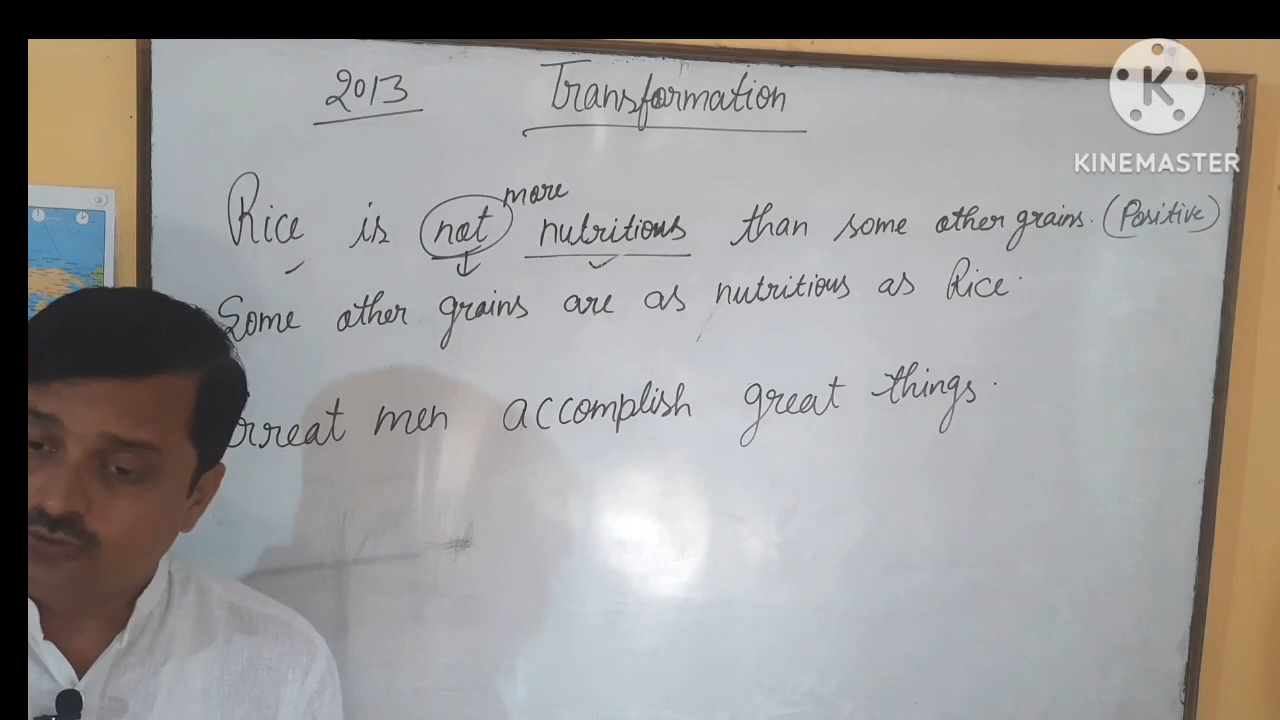 2013 Transformation
KINEMASTER
Rice is not more nutritious than some other grains. (Positive)
Some other grains are as nutritious as Rice.
Great men accomplish great things.